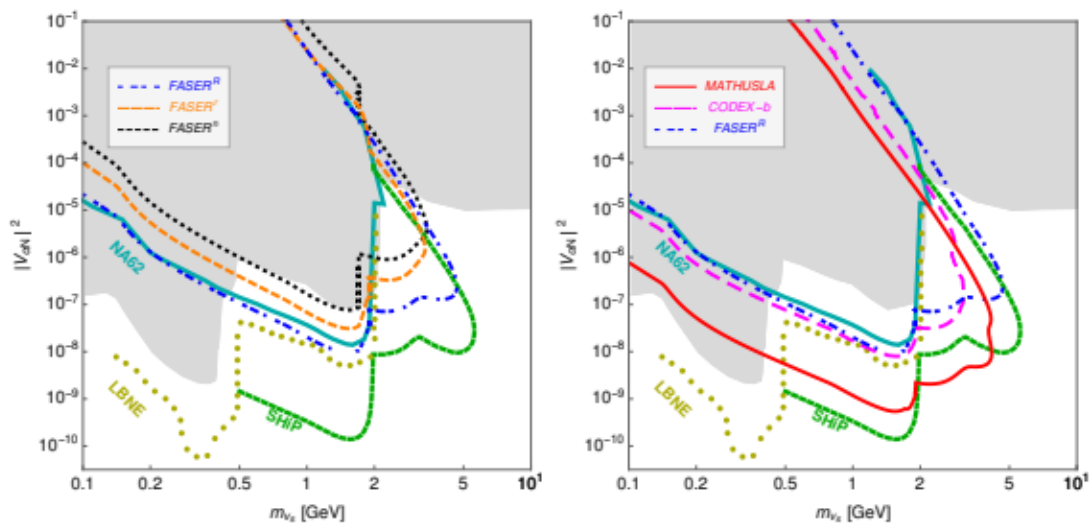 10^-1
10^-2
10^-3
10^-4
10^-5
10^-6
10^-7
10^-8
10^-9
10^-10
|V_αN|^2
FASER^R
FASER^r
FASER^n
NA62
LBNE
SHiP
0.1 0.2 0.5 1 2 5 10^1
m_νs [GeV]
10^-1
10^-2
10^-3
10^-4
10^-5
10^-6
10^-7
10^-8
10^-9
10^-10
|V_αN|^2
MATHUSLA
CODEX-b
FASER^R
NA62
LBNE
SHiP
0.1 0.2 0.5 1 2 5 10^1
m_νs [GeV]